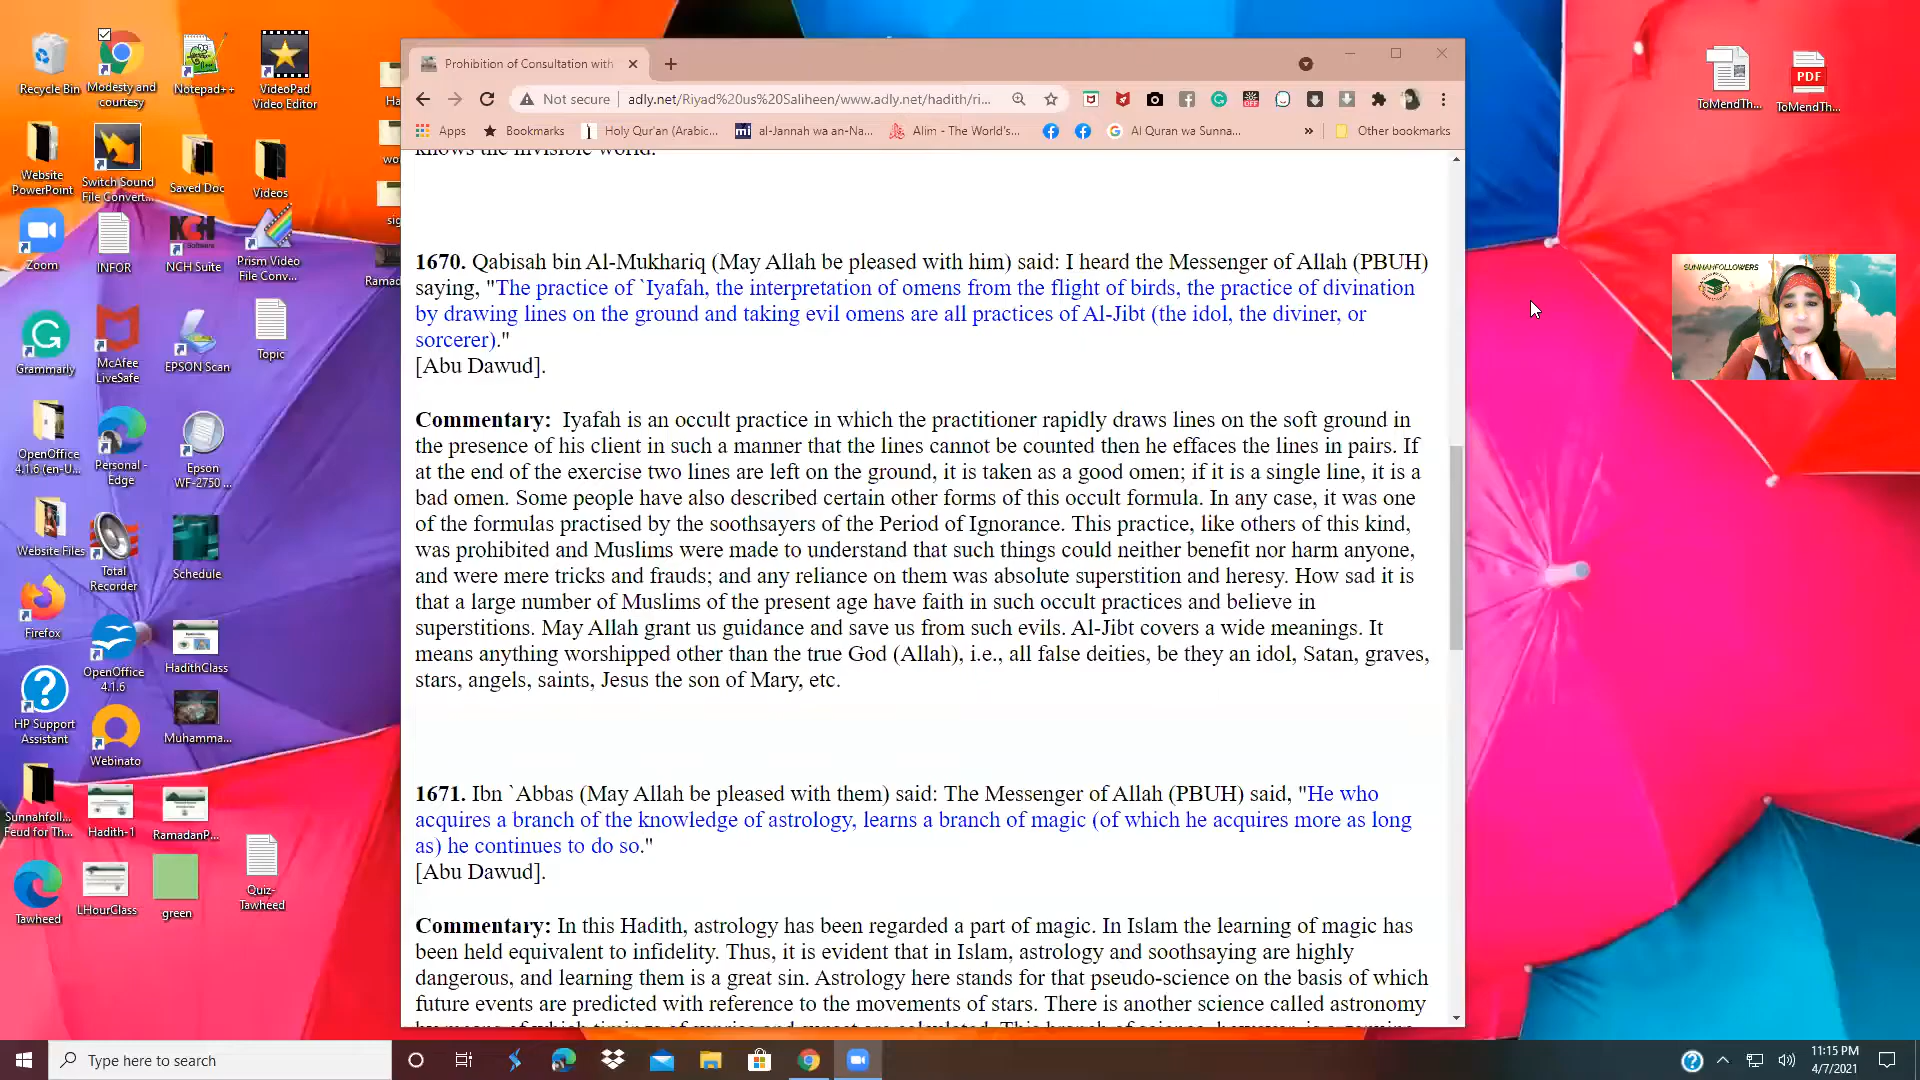 Recycle Bin
Modesty and
courtesy
Notepad++
VideoPad
Video Editor
Website
PowerPoint
Switch Sound
File Convert...
Saved Doc
Videos
Zoom
INFOR
NCH Suite
Prism Video
File Conv...
Grammarly
McAfee
LiveSafe
EPSON Scan
Topic
OpenOffice
4.1.6 (en-U...
Personal -
Edge
Epson
WF-2750 ...
Website Files
Total
Recorder
Schedule
Firefox
OpenOffice
4.1.6
HadithClass
HP Support
Assistant
Webinato
Muhamma...
Sunnahfoll...
Feud for Th...
Hadith-1
RamadanP...
Tawheed
LHourClass
green
Quiz-
Tawheed
Prohibition of Consultation with
Not secure
adly.net/Riyad%20us%20Saliheen/www.adly.net/hadith/ri...
Apps
Bookmarks
Holy Qur'an (Arabic...
al-Jannah wa an-Na...
Alim - The World's...
Al Quran wa Sunna...
»
Other bookmarks
knows the invisible world.
1670. Qabisah bin Al-Mukhariq (May Allah be pleased with him) said: I heard the Messenger of Allah (PBUH)
saying, "The practice of `Iyafah, the interpretation of omens from the flight of birds, the practice of divination
by drawing lines on the ground and taking evil omens are all practices of Al-Jibt (the idol, the diviner, or
sorcerer)."
[Abu Dawud].
Commentary: Iyafah is an occult practice in which the practitioner rapidly draws lines on the soft ground in
the presence of his client in such a manner that the lines cannot be counted then he effaces the lines in pairs. If
at the end of the exercise two lines are left on the ground, it is taken as a good omen; if it is a single line, it is a
bad omen. Some people have also described certain other forms of this occult formula. In any case, it was one
of the formulas practised by the soothsayers of the Period of Ignorance. This practice, like others of this kind,
was prohibited and Muslims were made to understand that such things could neither benefit nor harm anyone,
and were mere tricks and frauds; and any reliance on them was absolute superstition and heresy. How sad it is
that a large number of Muslims of the present age have faith in such occult practices and believe in
superstitions. May Allah grant us guidance and save us from such evils. Al-Jibt covers a wide meanings. It
means anything worshipped other than the true God (Allah), i.e., all false deities, be they an idol, Satan, graves,
stars, angels, saints, Jesus the son of Mary, etc.
1671. Ibn `Abbas (May Allah be pleased with them) said: The Messenger of Allah (PBUH) said, "He who
acquires a branch of the knowledge of astrology, learns a branch of magic (of which he acquires more as long
as) he continues to do so."
[Abu Dawud].
Commentary: In this Hadith, astrology has been regarded a part of magic. In Islam the learning of magic has
been held equivalent to infidelity. Thus, it is evident that in Islam, astrology and soothsaying are highly
dangerous, and learning them is a great sin. Astrology here stands for that pseudo-science on the basis of which
future events are predicted with reference to the movements of stars. There is another science called astronomy
ToMendTh...
PDF
ToMendTh...
SUNNAHFOLLOWERS
Type here to search
11:15 PM
4/7/2021